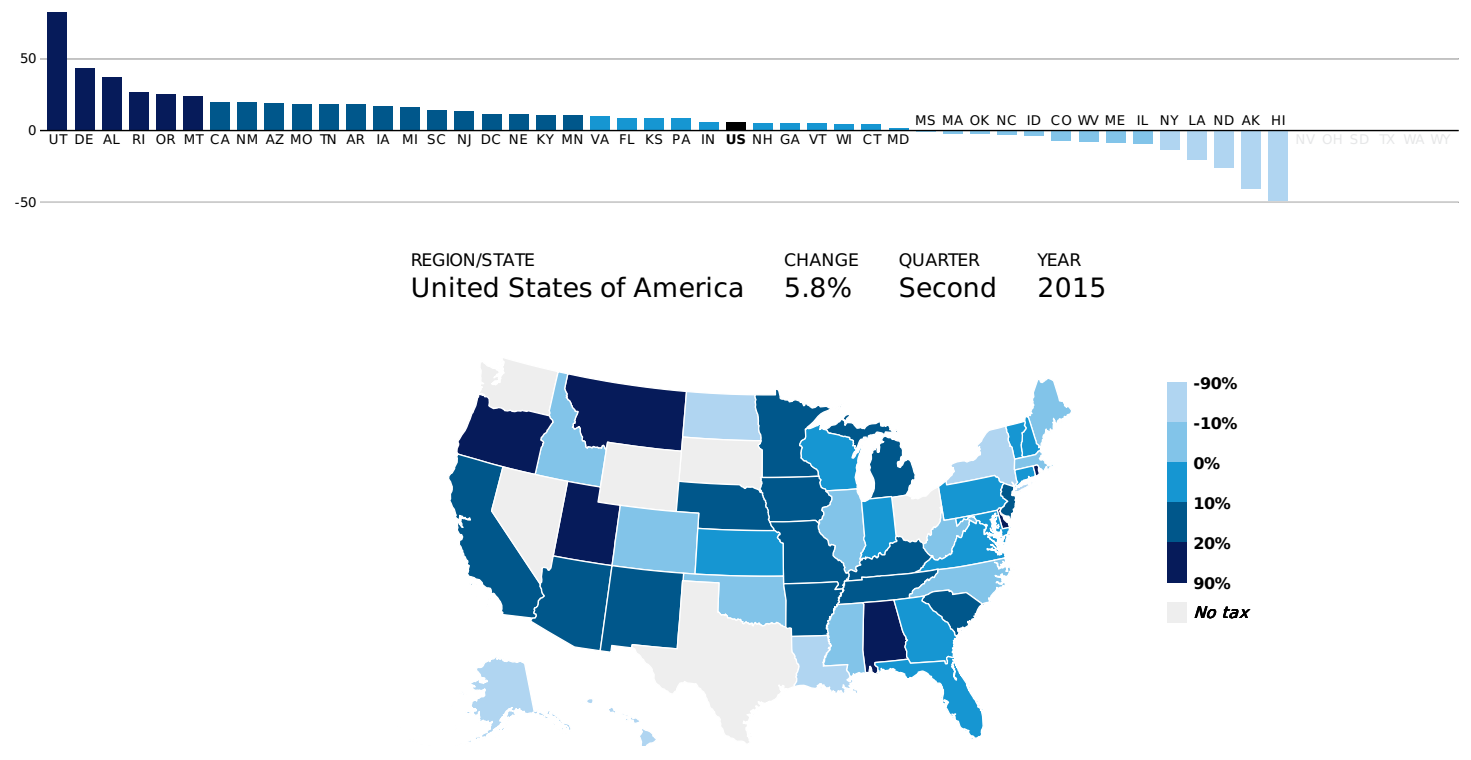 50
0
-50
MS MA OK NC ID CO WV ME IL NY LA ND AK HI
UT DE AL RI OR MT CA NM AZ MO TN AR IA MI SC NJ DC NE KY MN VA FL KS PA IN US NH GA VT WI CT MD NV OH SD TX WA WY
REGION/STATE CHANGE QUARTER YEAR
United States of America 5.8% Second 2015
-90%
-10%
0%
10%
20%
90%
No tax